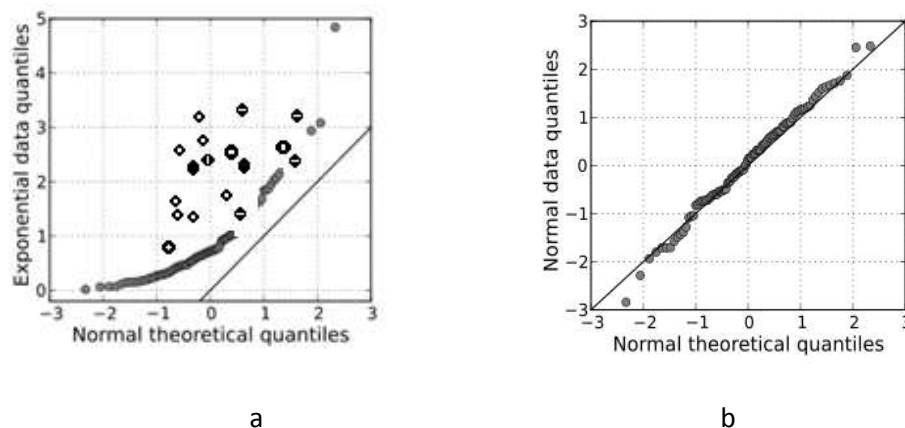 5
4
3
2
1
0
Exponential data quantiles
−3 −2 −1 0 1 2 3
Normal theoretical quantiles
a
3
2
1
0
−1
−2
−3
Normal data quantiles
−3 −2 −1 0 1 2 3
Normal theoretical quantiles
b